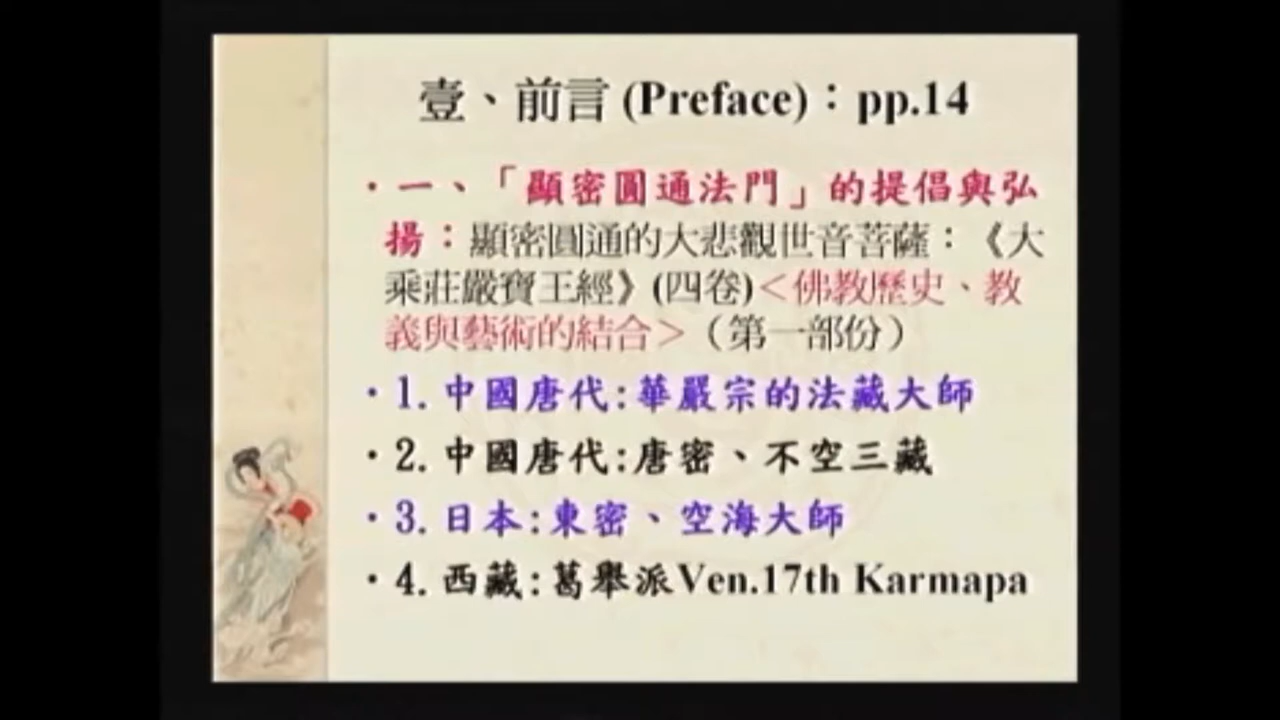 壹、前言 (Preface)：pp.14
•一、「顯密圓通法門」的提倡與弘
揚：顯密圓通的大悲觀世音菩薩：《大
乘莊嚴寶王經》(四卷)＜佛教歷史、教
義與藝術的結合＞（第一部份）
•1.中國唐代:華嚴宗的法藏大師
•2.中國唐代:唐密、不空三藏
•3.日本:東密、空海大師
•4.西藏:葛舉派Ven.17th Karmapa